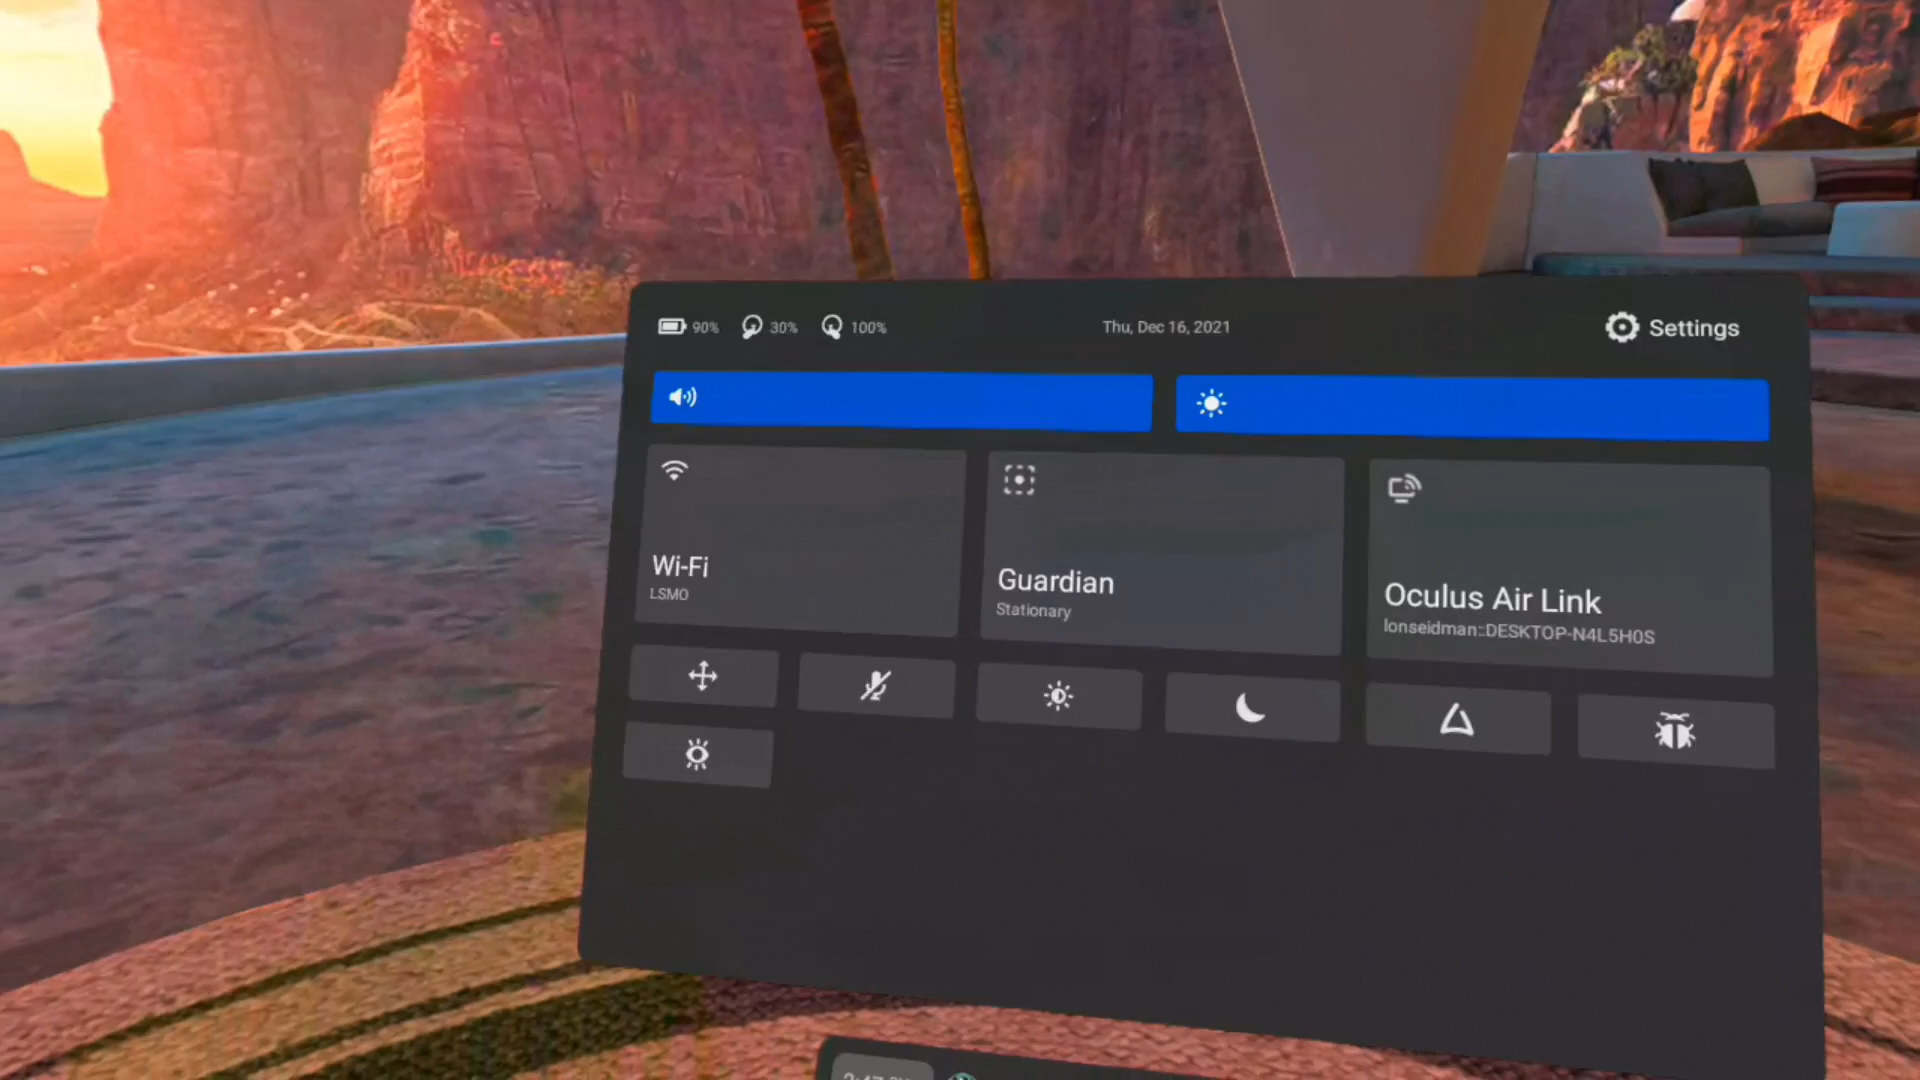 90% 30% 100% Thu, Dec 16, 2021 Settings
Wi-Fi
LSMO
Guardian
Stationary
Oculus Air Link
lonseidman::DESKTOP-N4L5H0S